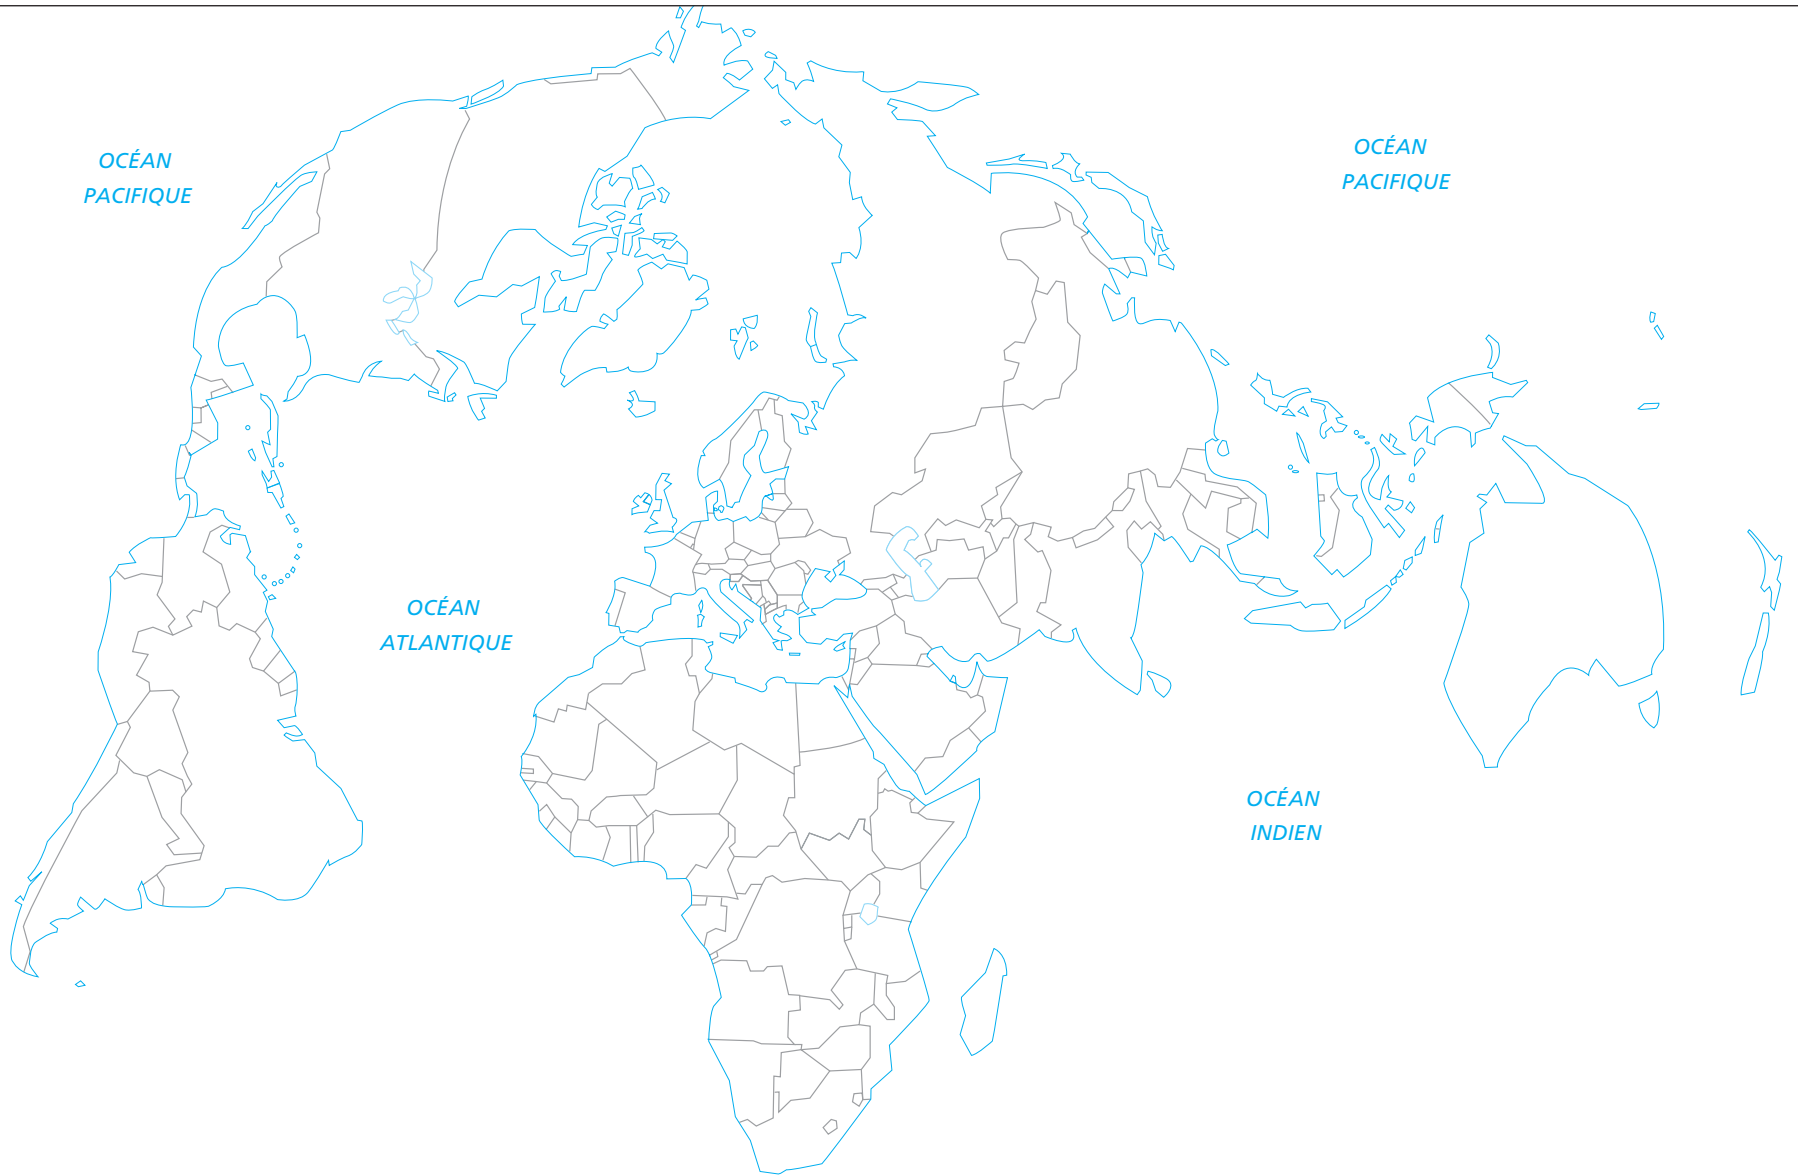 OCÉAN
PACIFIQUE
OCÉAN
PACIFIQUE
OCÉAN
ATLANTIQUE
OCÉAN
INDIEN